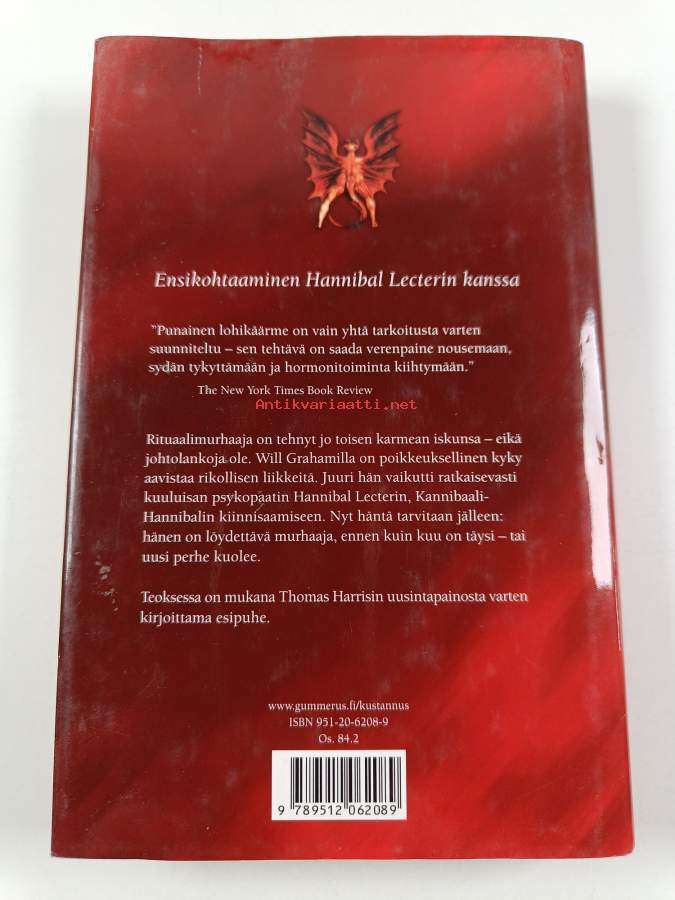 Ensikohtaaminen Hannibal Lecterin kanssa
”Punainen lohikäärme on vain yhtä tarkoitusta varten
suunniteltu – sen tehtävä on saada verenpaine nousemaan,
sydän tykyttämään ja hormonitoiminta kiihtymään.”
The New York Times Book Review
Antikvariaatti.net
Rituaalimurhaaja on tehnyt jo toisen karmean iskunsa – eikä
johtolankoja ole. Will Grahamilla on poikkeuksellinen kyky
aavistaa rikollisen liikkeitä. Juuri hän vaikutti ratkaisevasti
kuuluisan psykopaatin Hannibal Lecterin, Kannibaali-
Hannibalin kiinnisaamiseen. Nyt häntä tarvitaan jälleen:
hänen on löydettävä murhaaja, ennen kuin kuu on täysi – tai
uusi perhe kuolee.
Teoksessa on mukana Thomas Harrisin uusintapainosta varten
kirjoittama esipuhe.
www.gummerus.fi/kustannus
ISBN 951-20-6208-9
Os. 84.2
9 789512 062089